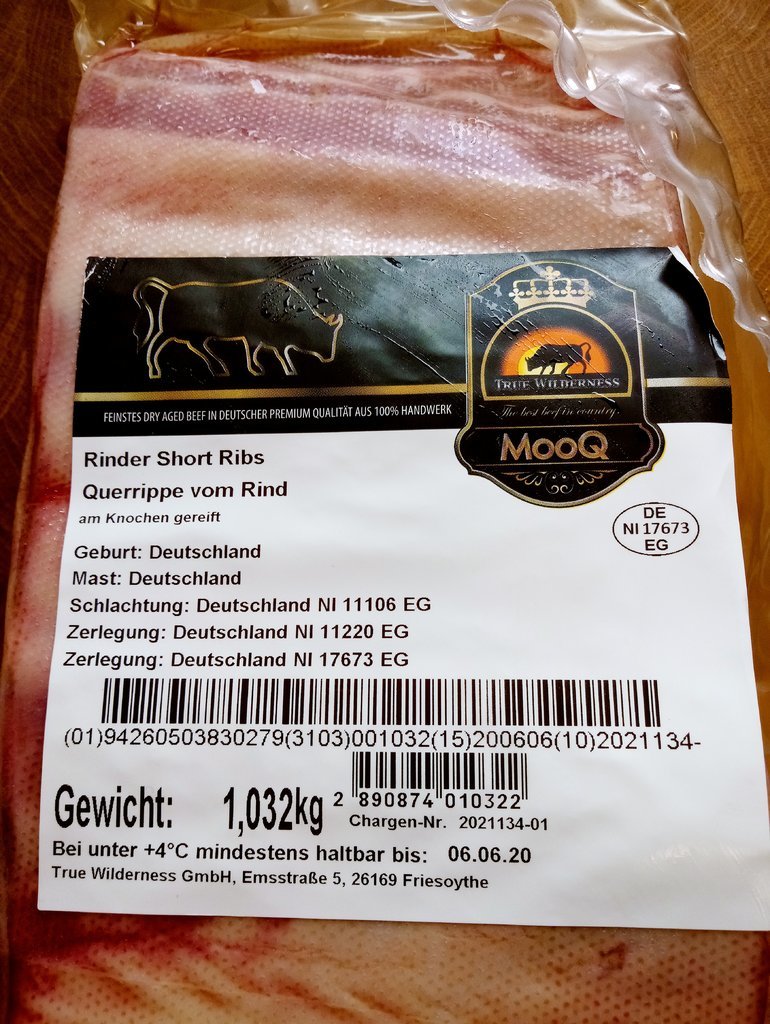 TRUE WILDERNESS
The best beef in country
MooQ
FEINSTES DRY AGED BEEF IN DEUTSCHER PREMIUM QUALITÄT AUS 100% HANDWERK
Rinder Short Ribs
Querrippe vom Rind
am Knochen gereift
DE
NI 17673
EG
Geburt: Deutschland
Mast: Deutschland
Schlachtung: Deutschland NI 11106 EG
Zerlegung: Deutschland NI 11220 EG
Zerlegung: Deutschland NI 17673 EG
(01)94260503830279(3103)001032(15)200606(10)2021134-
Gewicht: 1,032kg
2 890874 010322
Chargen-Nr. 2021134-01
Bei unter +4°C mindestens haltbar bis: 06.06.20
True Wilderness GmbH, Emsstraße 5, 26169 Friesoythe